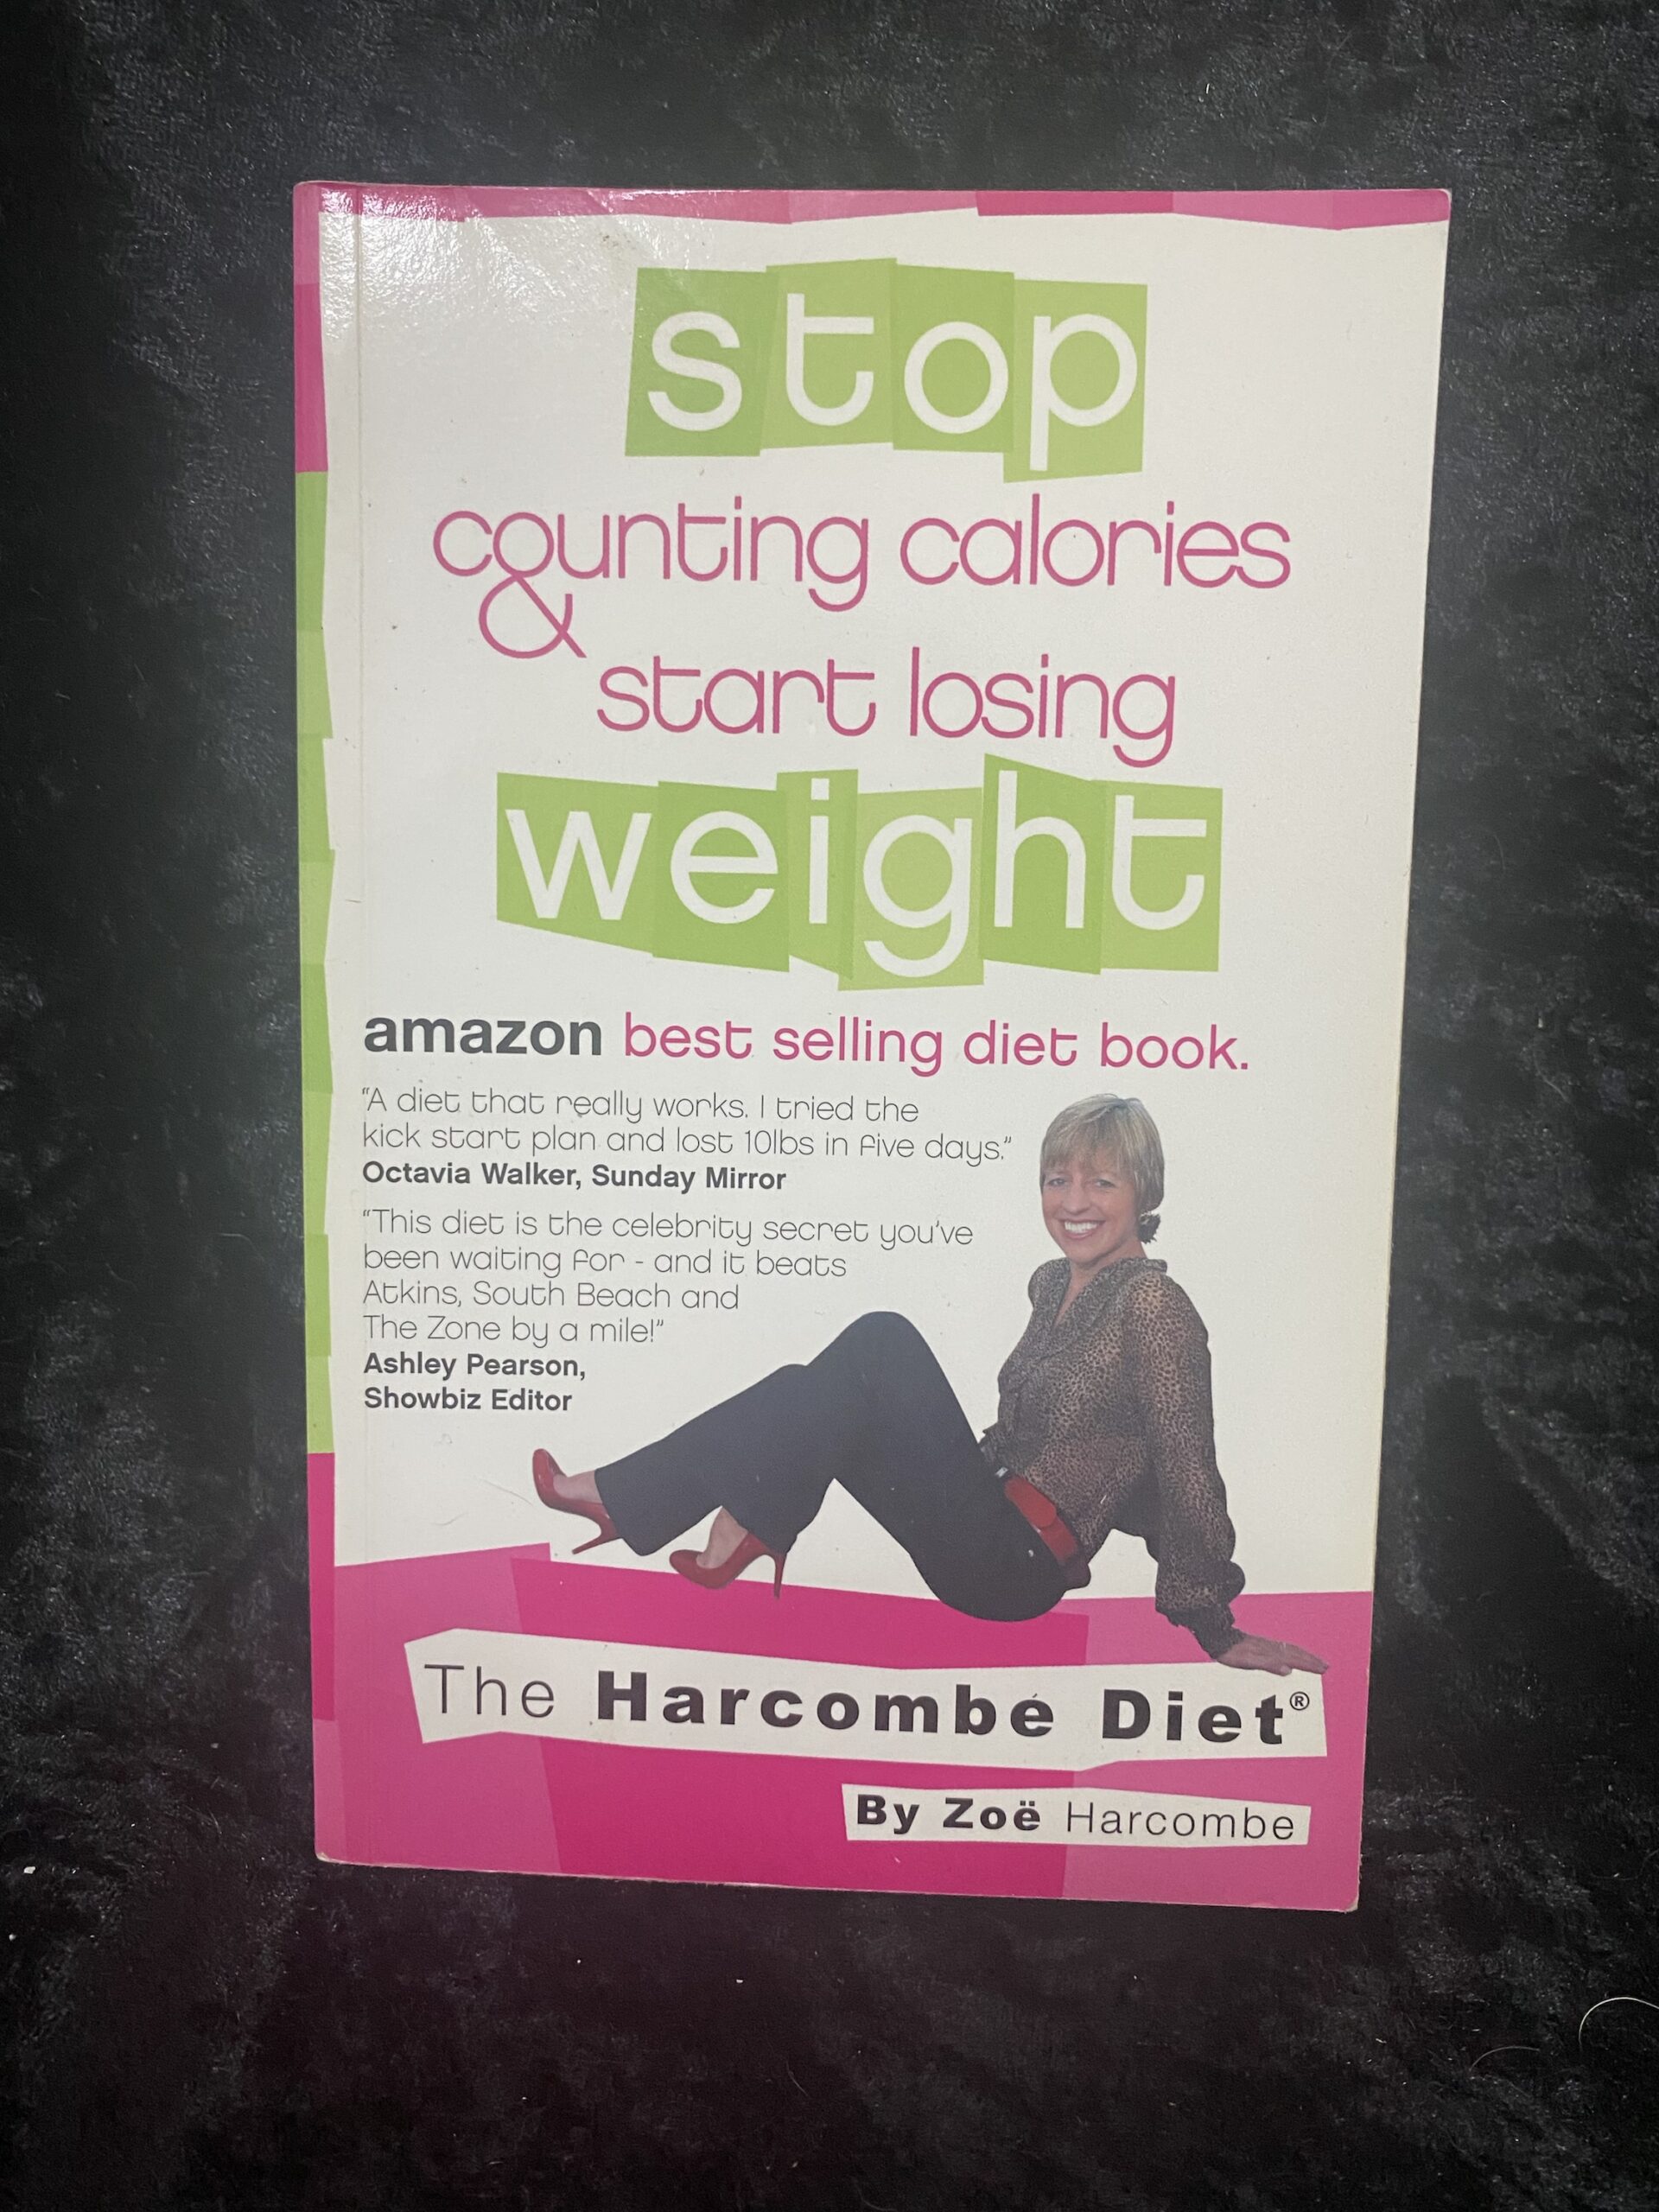 stop
counting calories
&
start losing
weight
amazon best selling diet book.
"A diet that really works. I tried the
kick start plan and lost 10lbs in five days."
Octavia Walker, Sunday Mirror
"This diet is the celebrity secret you've
been waiting for - and it beats
Atkins, South Beach and
The Zone by a mile!"
Ashley Pearson,
Showbiz Editor
The Harcombe Diet®
By Zoë Harcombe